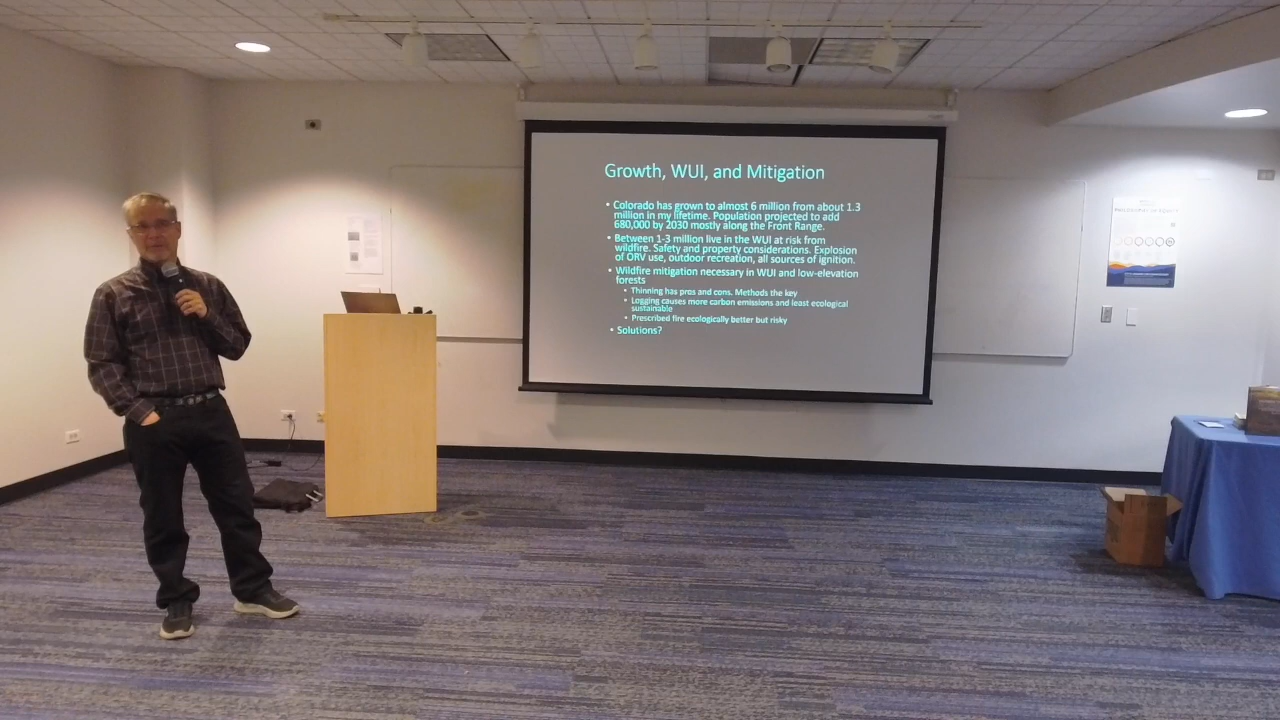 Growth, WUI, and Mitigation
• Colorado has grown to almost 6 million from about 1.3
million in my lifetime. Population projected to add
680,000 by 2030 mostly along the Front Range.
• Between 1-3 million live in the WUI at risk from
wildfire. Safety and property considerations. Explosion
of ORV use, outdoor recreation, all sources of ignition.
• Wildfire mitigation necessary in WUI and low-elevation
forests
• Thinning has pros and cons. Methods the key
• Logging causes more carbon emissions and least ecological
sustainable
• Prescribed fire ecologically better but risky
• Solutions?